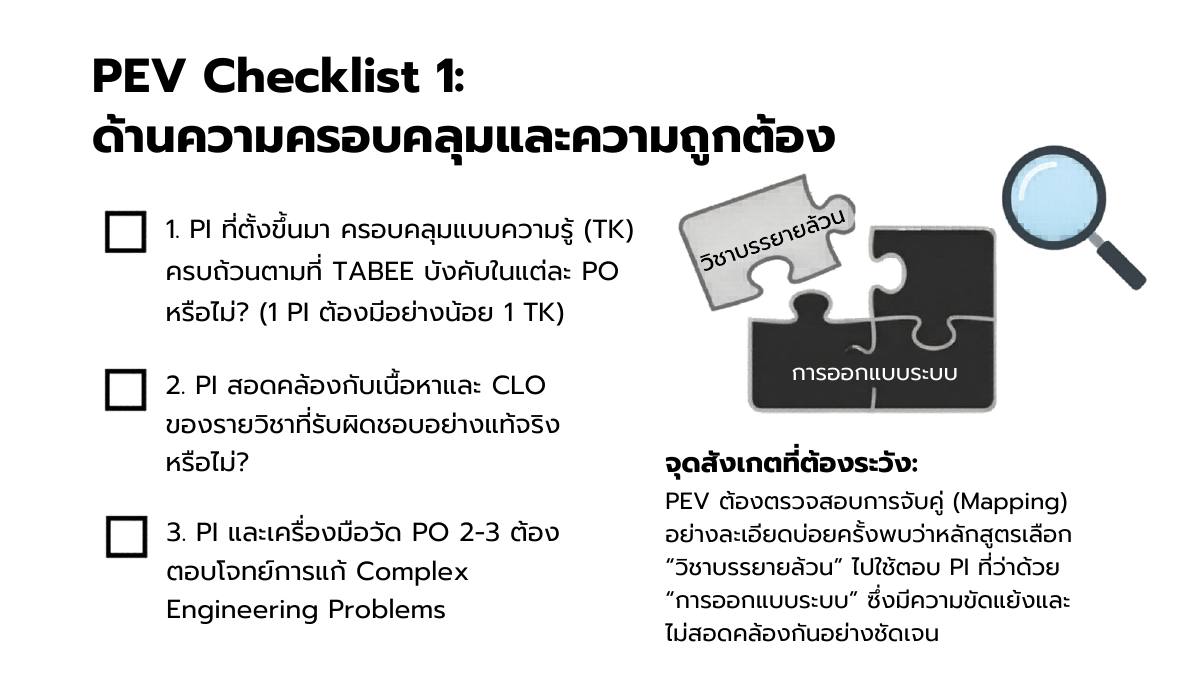 PEV Checklist 1:
ด้านความครอบคลุมและความถูกต้อง
1. PI ที่ตั้งขึ้นมา ครอบคลุมแบบความรู้ (TK)
ครบถ้วนตามที่ TABEE บังคับในแต่ละ PO
หรือไม่? (1 PI ต้องมีอย่างน้อย 1 TK)
2. PI สอดคล้องกับเนื้อหาและ CLO
ของรายวิชาที่รับผิดชอบอย่างแท้จริง
หรือไม่?
3. PI และเครื่องมือวัด PO 2-3 ต้อง
ตอบโจทย์การแก้ Complex
Engineering Problems
วิชาบรรยายล้วน
การออกแบบระบบ
จุดสังเกตที่ต้องระวัง:
PEV ต้องตรวจสอบการจับคู่ (Mapping)
อย่างละเอียดบ่อยครั้งพบว่าหลักสูตรเลือก
“วิชาบรรยายล้วน” ไปใช้ตอบ PI ที่ว่าด้วย
“การออกแบบระบบ” ซึ่งมีความขัดแย้งและ
ไม่สอดคล้องกันอย่างชัดเจน